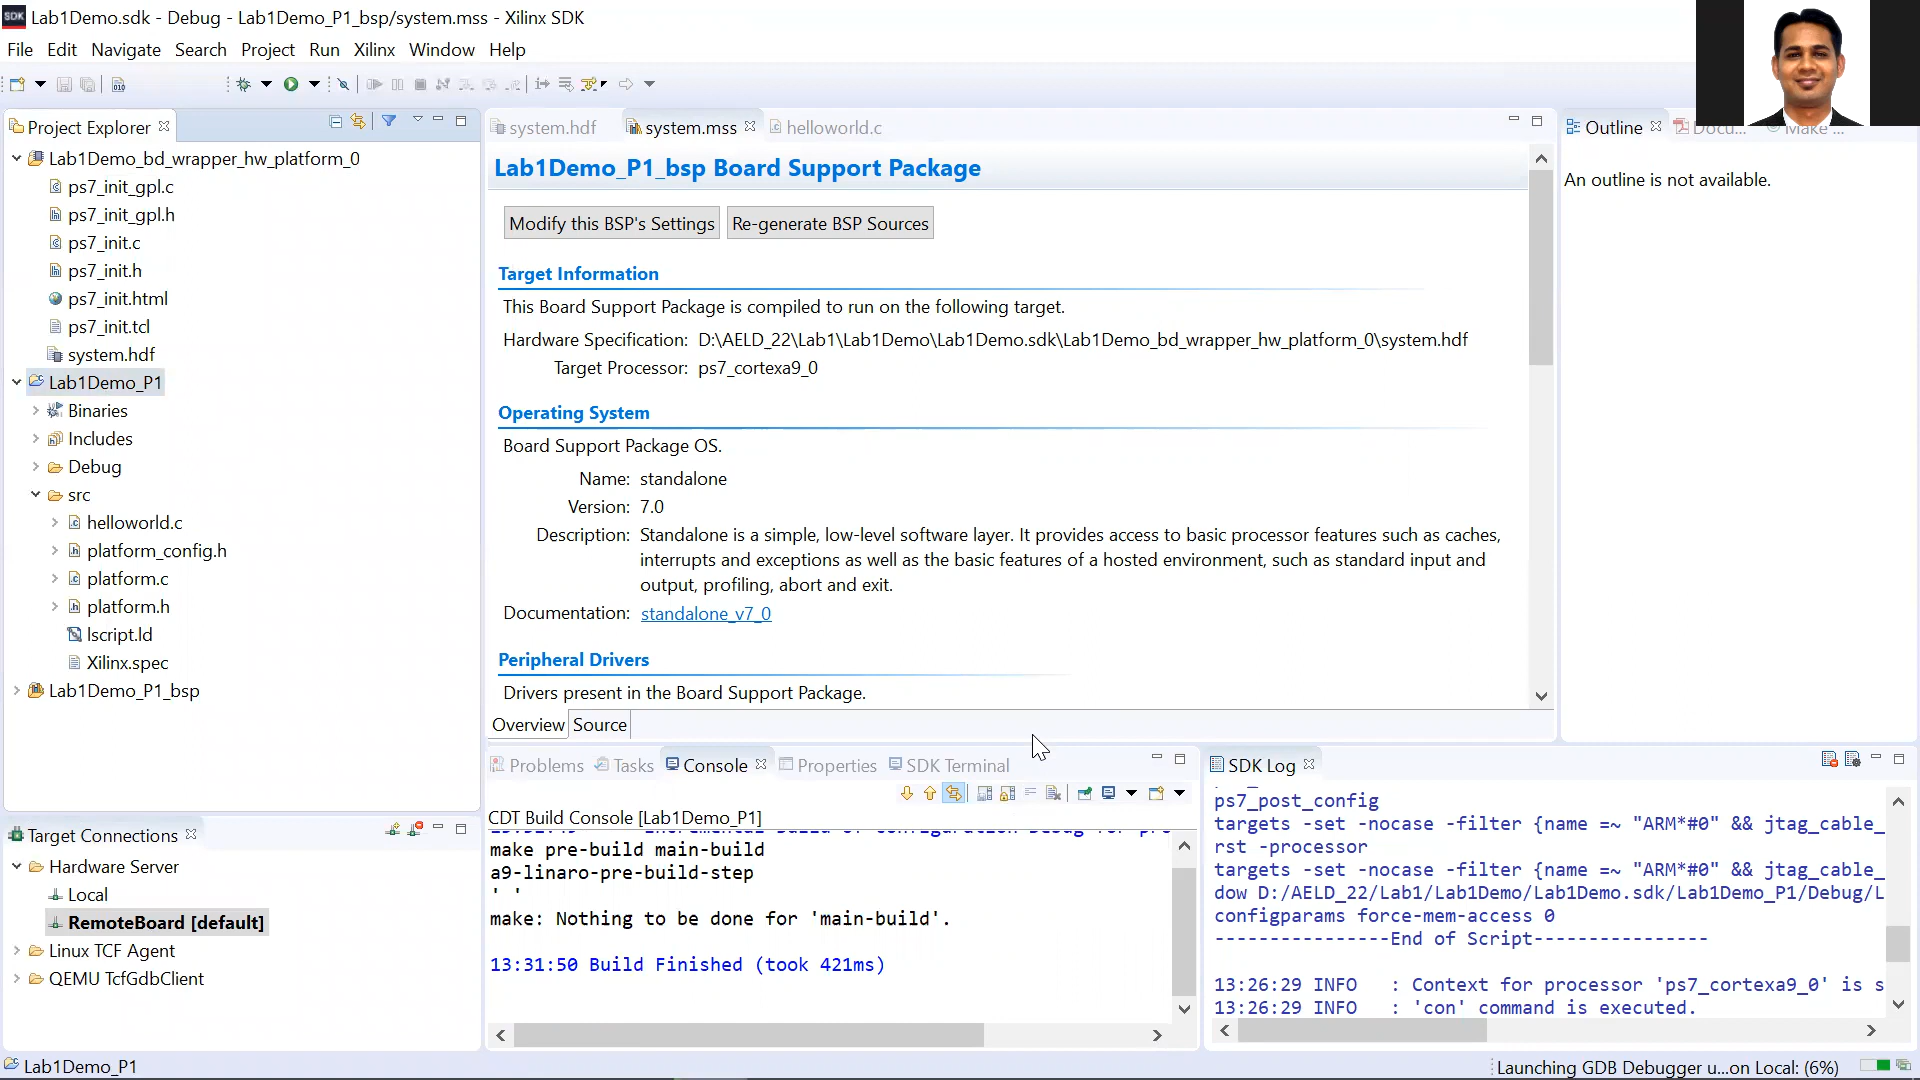 Lab1Demo.sdk - Debug - Lab1Demo_P1_bsp/system.mss - Xilinx SDK
File Edit Navigate Search Project Run Xilinx Window Help
Project Explorer
Lab1Demo_bd_wrapper_hw_platform_0
ps7_init_gpl.c
ps7_init_gpl.h
ps7_init.c
ps7_init.h
ps7_init.html
ps7_init.tcl
system.hdf
Lab1Demo_P1
Binaries
Includes
Debug
src
helloworld.c
platform_config.h
platform.c
platform.h
lscript.ld
Xilinx.spec
Lab1Demo_P1_bsp
Target Connections
Hardware Server
Local
RemoteBoard [default]
Linux TCF Agent
QEMU TcfGdbClient
system.hdf system.mss helloworld.c
Lab1Demo_P1_bsp Board Support Package
Modify this BSP's Settings Re-generate BSP Sources
Target Information
This Board Support Package is compiled to run on the following target.
Hardware Specification: D:\AELD_22\Lab1\Lab1Demo\Lab1Demo.sdk\Lab1Demo_bd_wrapper_hw_platform_0\system.hdf
Target Processor: ps7_cortexa9_0
Operating System
Board Support Package OS.
Name: standalone
Version: 7.0
Description: Standalone is a simple, low-level software layer. It provides access to basic processor features such as caches,
interrupts and exceptions as well as the basic features of a hosted environment, such as standard input and
output, profiling, abort and exit.
Documentation: standalone_v7_0
Peripheral Drivers
Drivers present in the Board Support Package.
Overview Source
Outline Docu... Make ...
An outline is not available.
Problems Tasks Console Properties SDK Terminal
CDT Build Console [Lab1Demo_P1]
make pre-build main-build
a9-linaro-pre-build-step
' '
make: Nothing to be done for 'main-build'.
13:31:50 Build Finished (took 421ms)
SDK Log
ps7_post_config
targets -set -nocase -filter {name =~ "ARM*#0" && jtag_cable_
rst -processor
targets -set -nocase -filter {name =~ "ARM*#0" && jtag_cable_
dow D:/AELD_22/Lab1/Lab1Demo/Lab1Demo.sdk/Lab1Demo_P1/Debug/L
configparams force-mem-access 0
----------------End of Script----------------
13:26:29 INFO : Context for processor 'ps7_cortexa9_0' is s
13:26:29 INFO : 'con' command is executed.
Lab1Demo_P1
Launching GDB Debugger u...on Local: (6%)